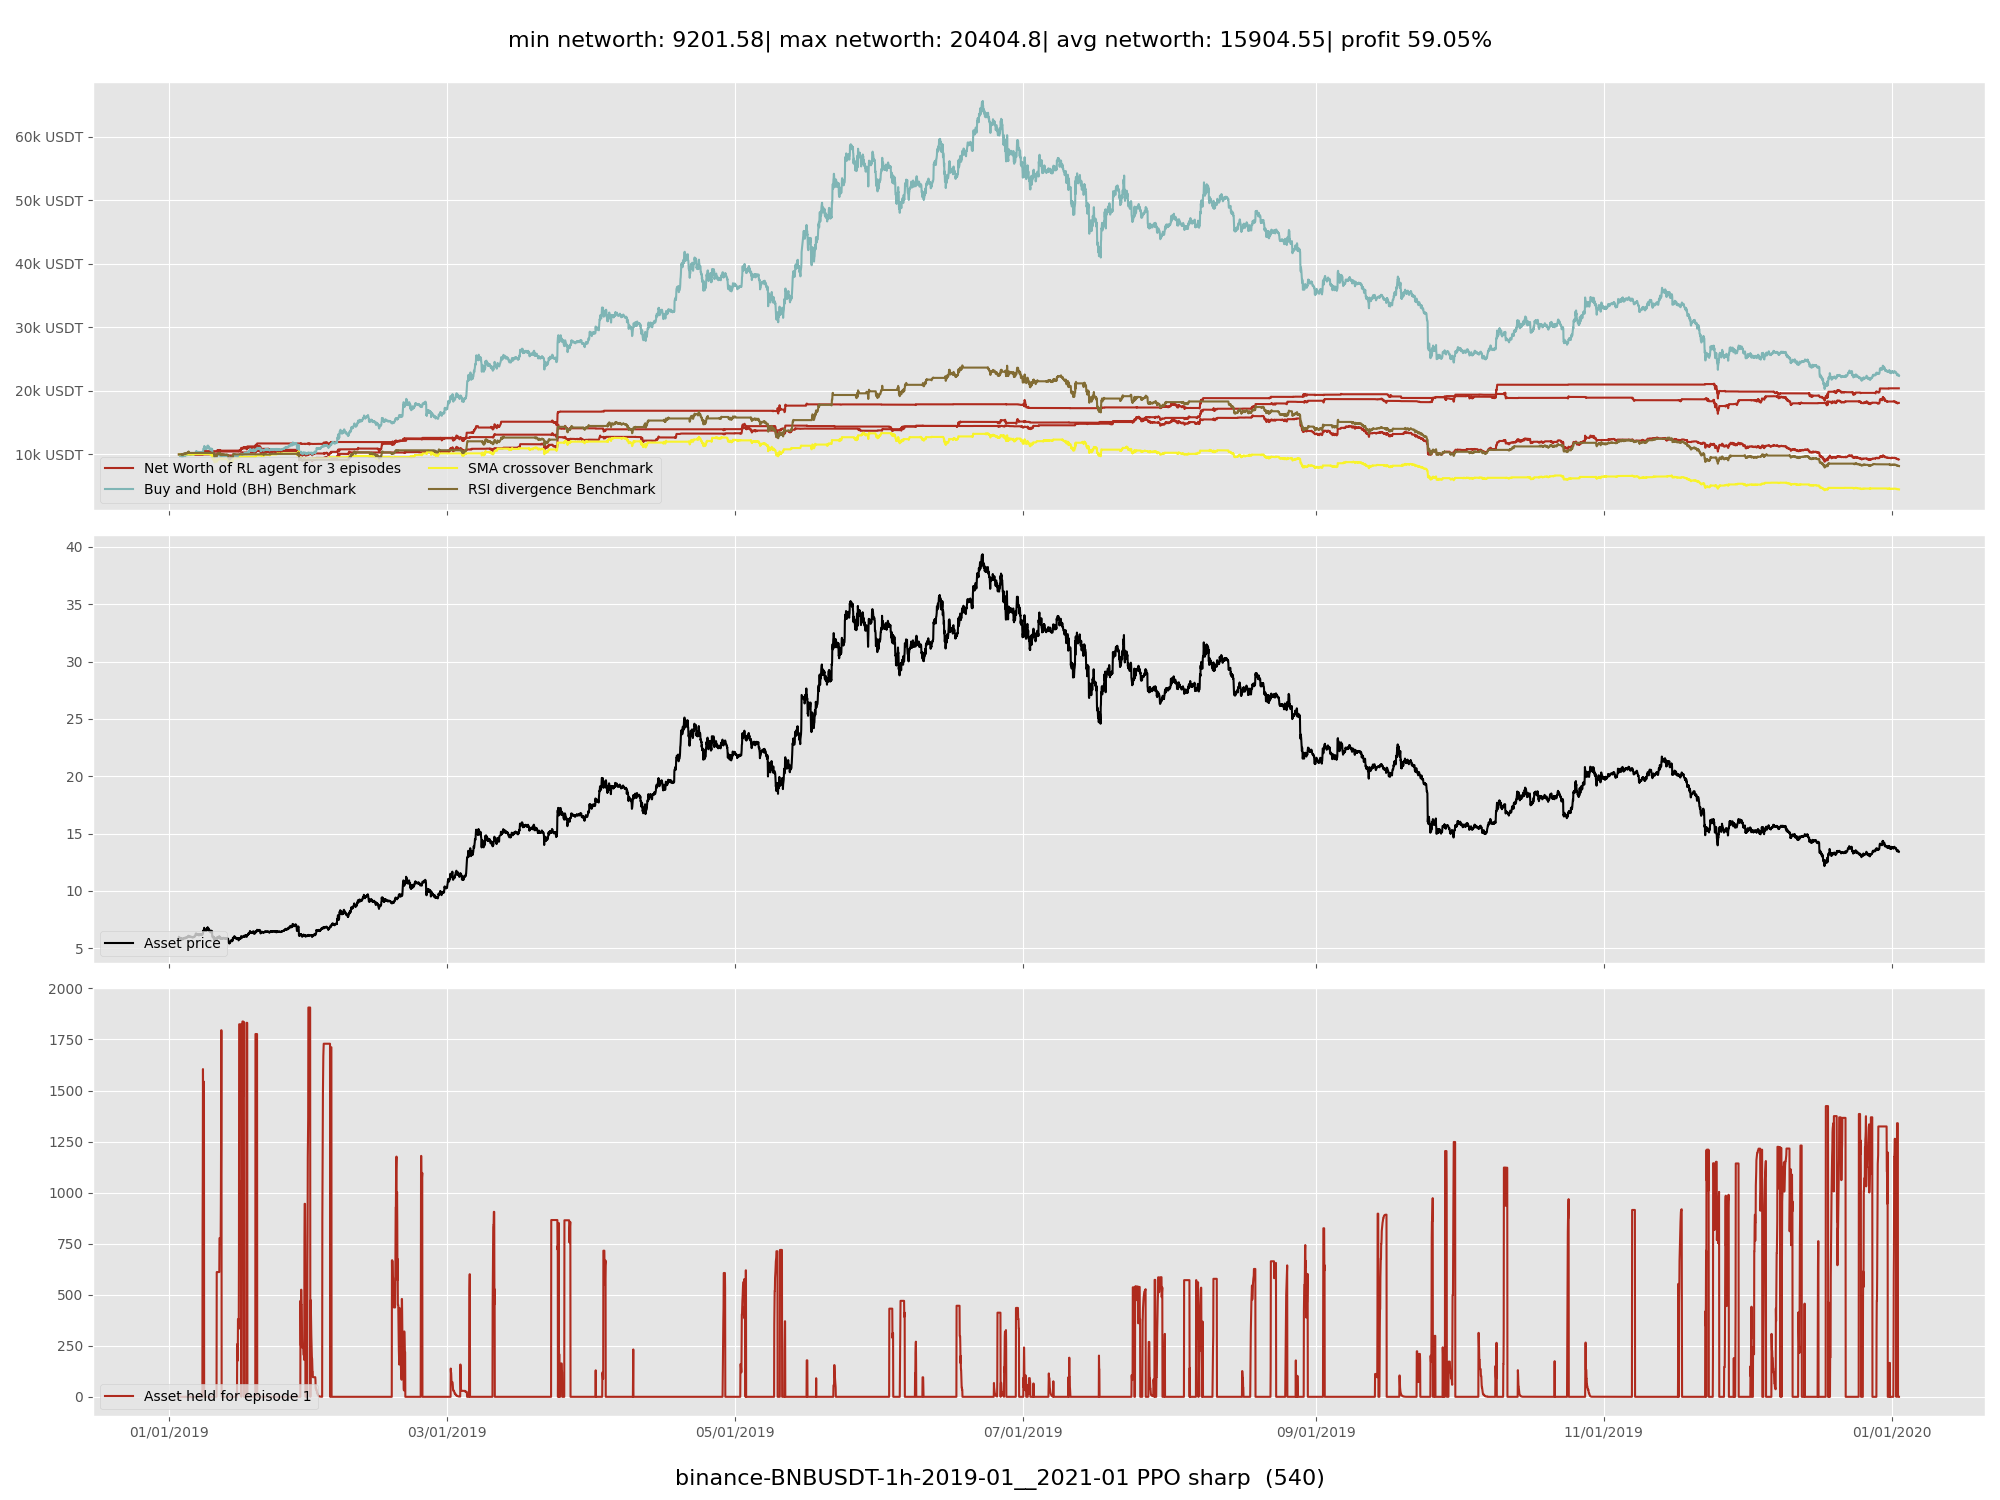 min networth: 9201.58| max networth: 20404.8| avg networth: 15904.55| profit 59.05%
60k USDT
50k USDT
40k USDT
30k USDT
20k USDT
10k USDT
Net Worth of RL agent for 3 episodes
Buy and Hold (BH) Benchmark
SMA crossover Benchmark
RSI divergence Benchmark
40
35
30
25
20
15
10
5
Asset price
2000
1750
1500
1250
1000
750
500
250
0
Asset held for episode 1
01/01/2019 03/01/2019 05/01/2019 07/01/2019 09/01/2019 11/01/2019 01/01/2020
binance-BNBUSDT-1h-2019-01__2021-01 PPO sharp  (540)